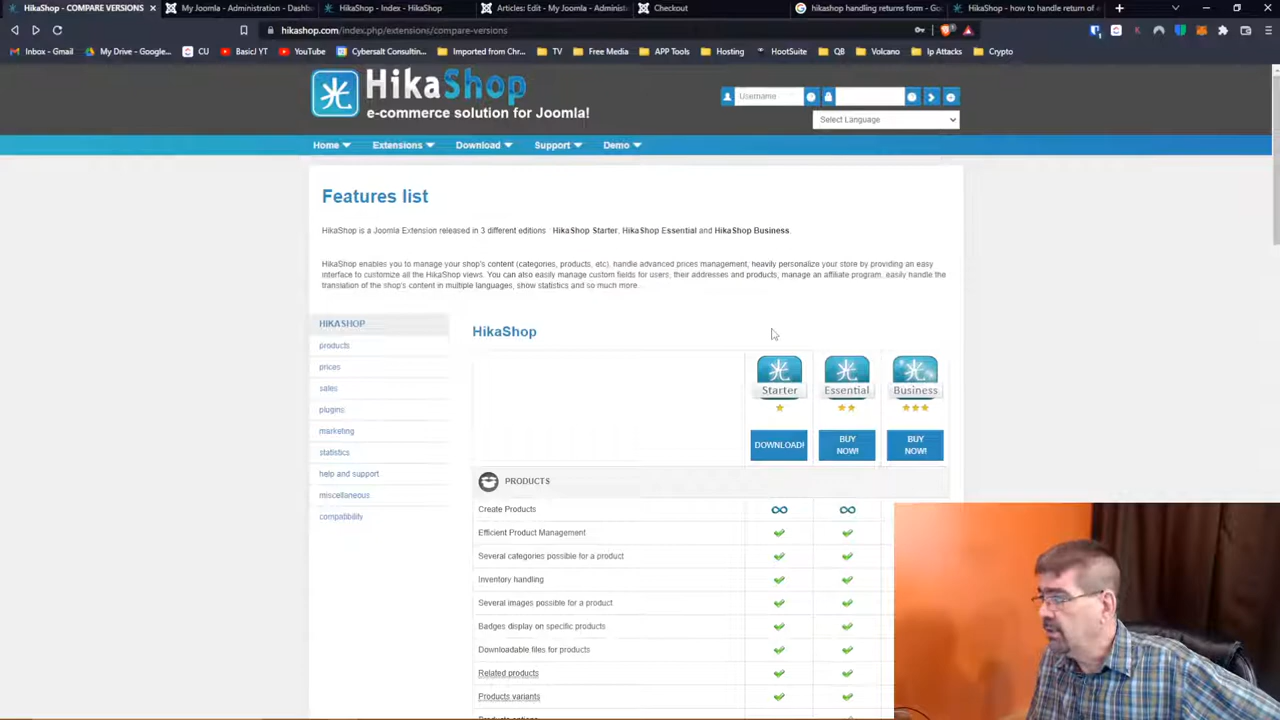 HikaShop - COMPARE VERSIONS
My Joomla - Administration - Dashb
HikaShop - Index - HikaShop
Articles: Edit - My Joomla - Adminis
Checkout
hikashop handling returns form - Go
HikaShop - how to handle return of
hikashop.com/index.php/extensions/compare-versions
Inbox - Gmail
My Drive - Google...
CU
Basic! YT
YouTube
Cybersalt Consulting...
Imported from Chr...
TV
Free Media
APP Tools
Hosting
HootSuite
QB
Volcano
Ip Attacks
Crypto
HikaShop
e-commerce solution for Joomla!
Username
Select Language
Home
Extensions
Download
Support
Demo
Features list
HikaShop is a Joomla Extension released in 3 different editions HikaShop Starter, HikaShop Essential and HikaShop Business.
HikaShop enables you to manage your shop's content (categories, products, etc), handle advanced prices management, heavily personalize your store by providing an easy
interface to customize all the HikaShop views. You can also easily manage custom fields for users, their addresses and products, manage an affiliate program, easily handle the
translation of the shop's content in multiple languages, show statistics and so much more.
HIKASHOP
products
prices
sales
plugins
marketing
statistics
help and support
miscellaneous
compatibility
HikaShop
光 光 光
Starter Essential Business
DOWNLOAD!
BUY NOW!
BUY NOW!
PRODUCTS
Create Products
Efficient Product Management
Several categories possible for a product
Inventory handling
Several images possible for a product
Badges display on specific products
Downloadable files for products
Related products
Products variants